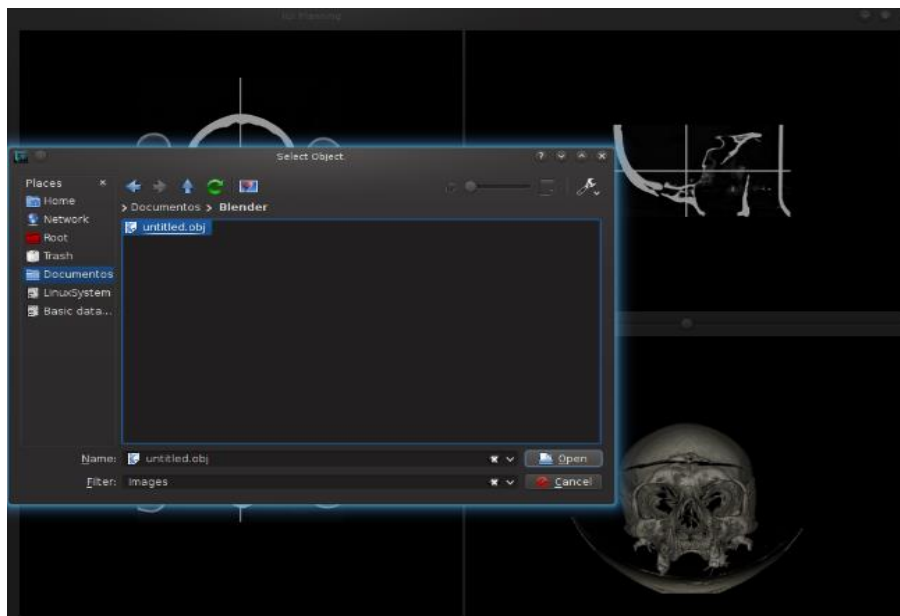 Select Object.
Places
Home
Network
Root
Trash
Documentos
LinuxSystem
Basic data...
> Documentos > Blender
untitled.obj
Name:
untitled.obj
Open
Filter:
Images
Cancel